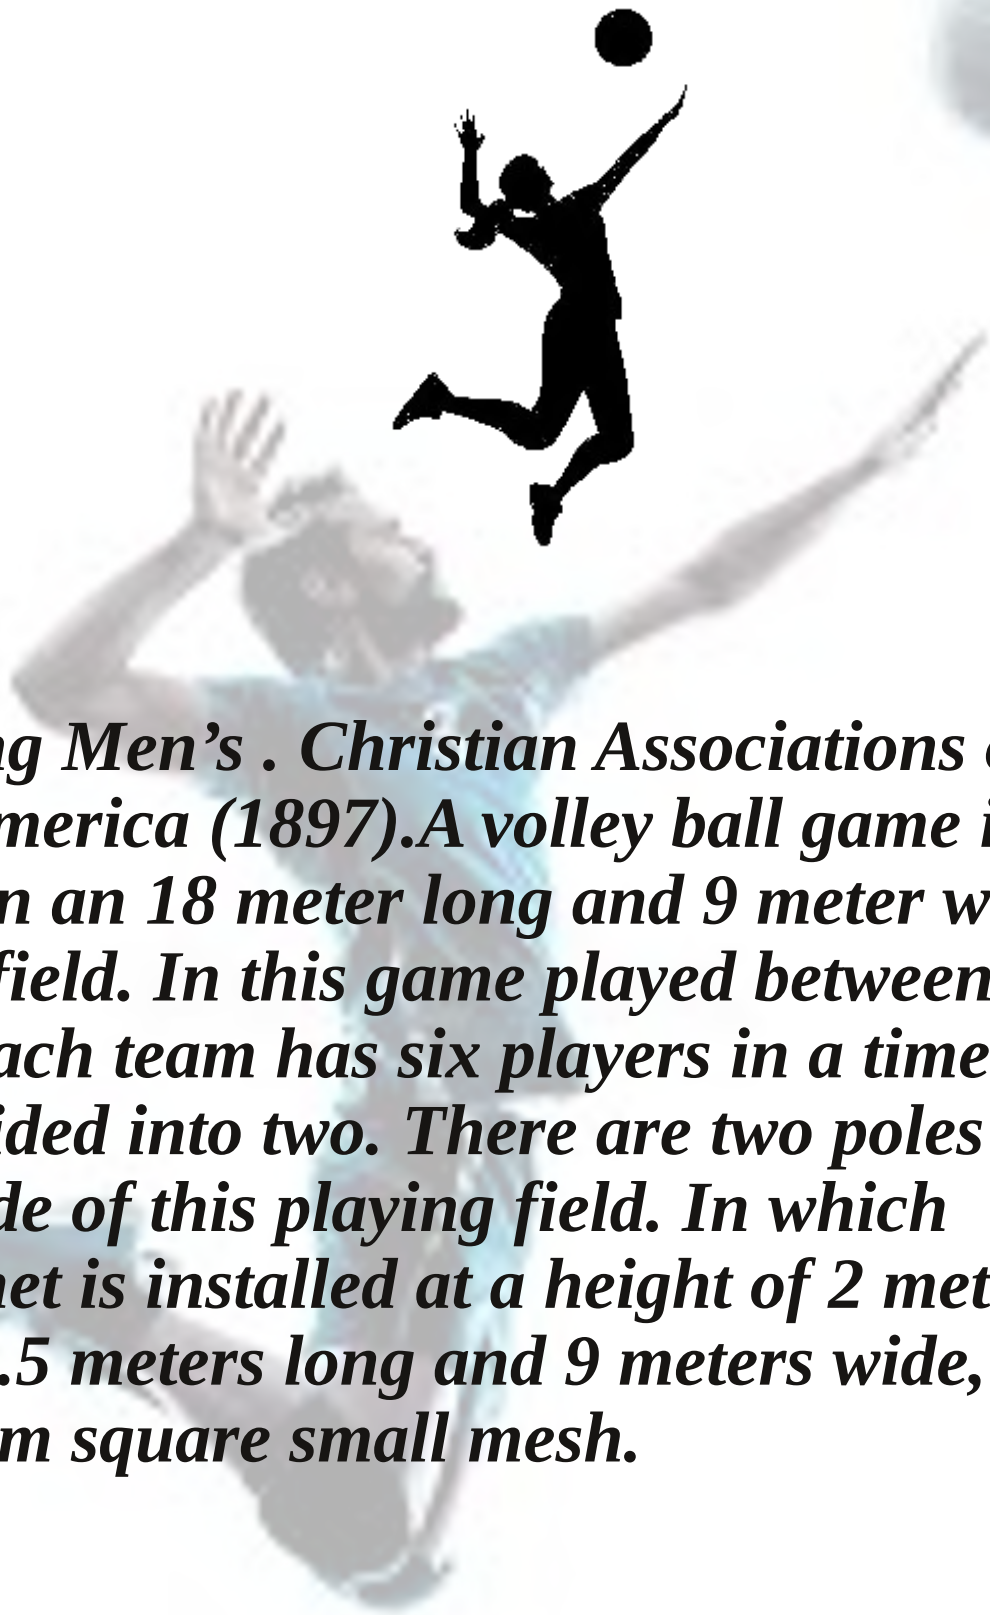 ng Men’s . Christian Associations
merica (1897).A volley ball game i
n an 18 meter long and 9 meter w
field. In this game played between
ach team has six players in a time
ided into two. There are two poles
de of this playing field. In which
net is installed at a height of 2 met
.5 meters long and 9 meters wide,
m square small mesh.